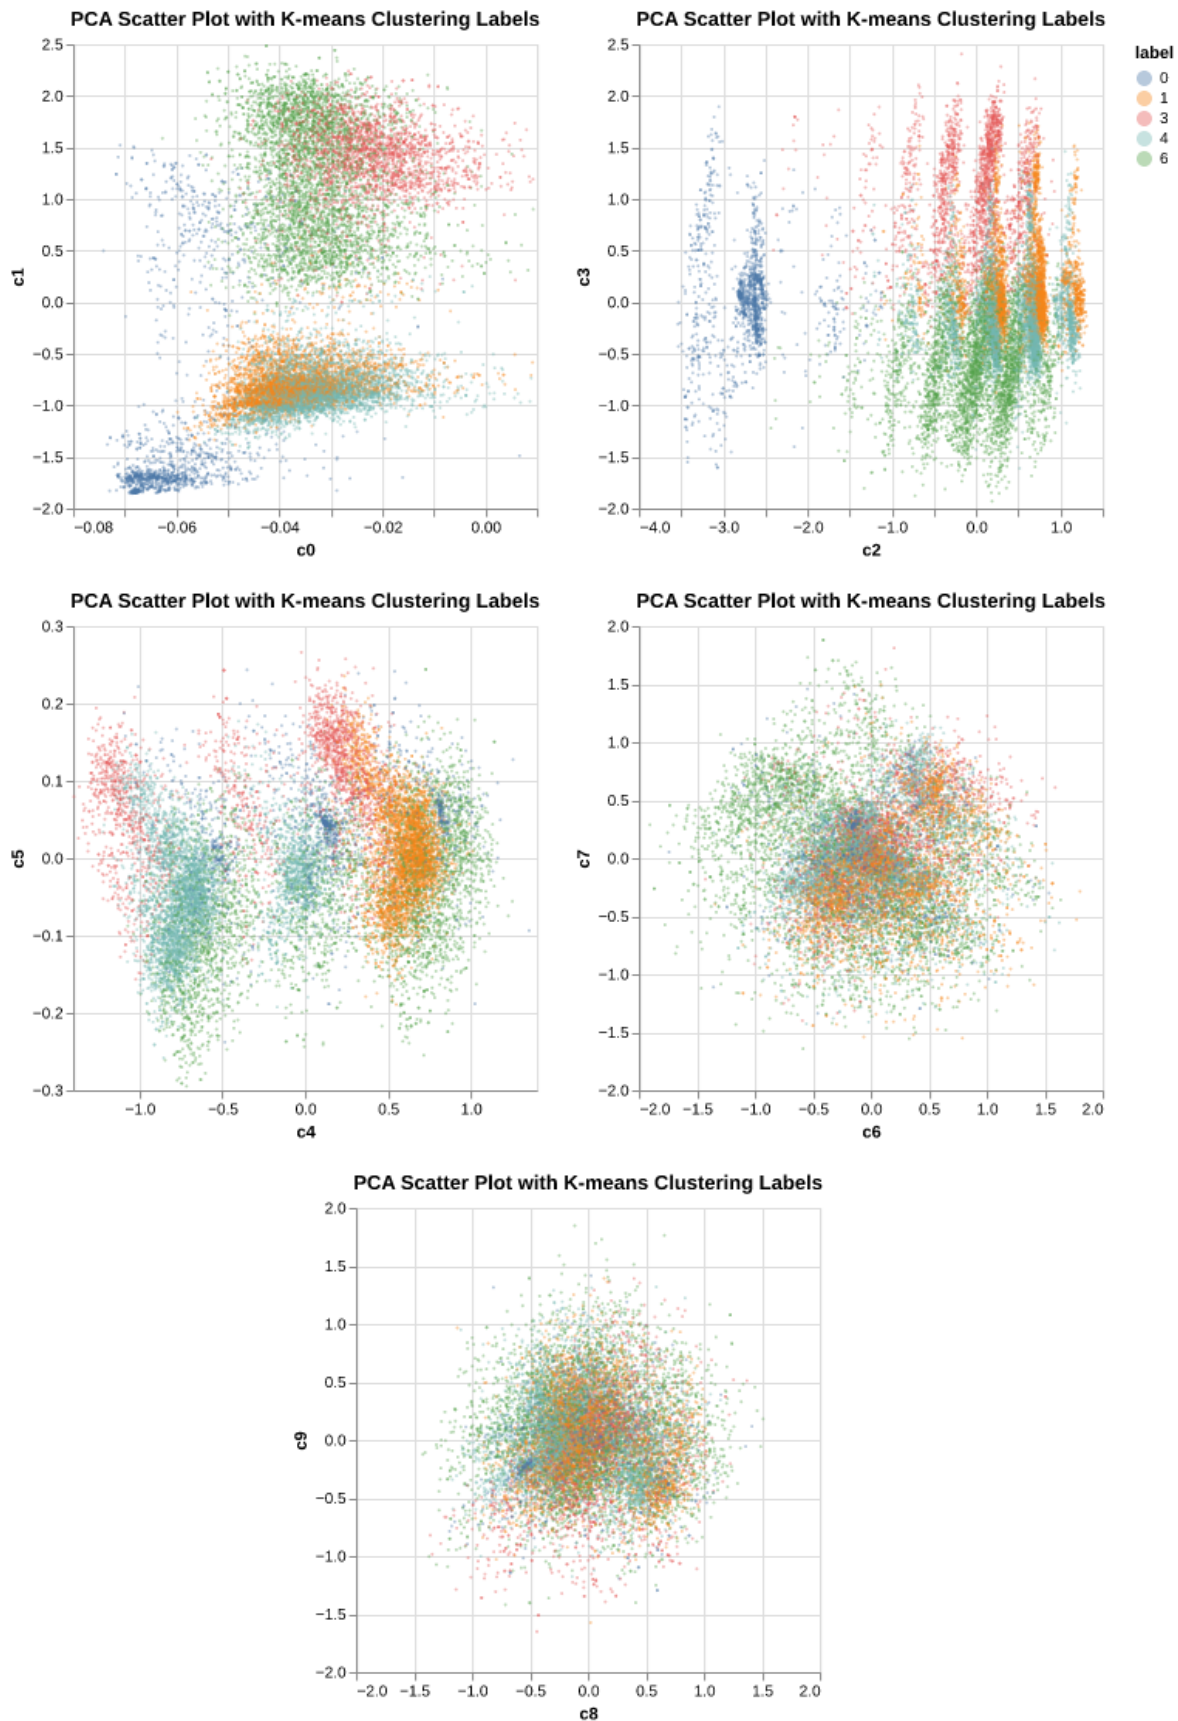 PCA Scatter Plot with K-means Clustering Labels
2.5
2.0
1.5
1.0
0.5
0.0
−0.5
−1.0
−1.5
−2.0
c1
−0.08 −0.06 −0.04 −0.02 0.00
c0
PCA Scatter Plot with K-means Clustering Labels
2.5
2.0
1.5
1.0
0.5
0.0
−0.5
−1.0
−1.5
−2.0
c3
−4.0 −3.0 −2.0 −1.0 0.0 1.0
c2
label
0
1
3
4
6
PCA Scatter Plot with K-means Clustering Labels
0.3
0.2
0.1
0.0
−0.1
−0.2
−0.3
c5
−1.0 −0.5 0.0 0.5 1.0
c4
PCA Scatter Plot with K-means Clustering Labels
2.0
1.5
1.0
0.5
0.0
−0.5
−1.0
−1.5
−2.0
c7
−2.0 −1.5 −1.0 −0.5 0.0 0.5 1.0 1.5 2.0
c6
PCA Scatter Plot with K-means Clustering Labels
2.0
1.5
1.0
0.5
0.0
−0.5
−1.0
−1.5
−2.0
c9
−2.0 −1.5 −1.0 −0.5 0.0 0.5 1.0 1.5 2.0
c8